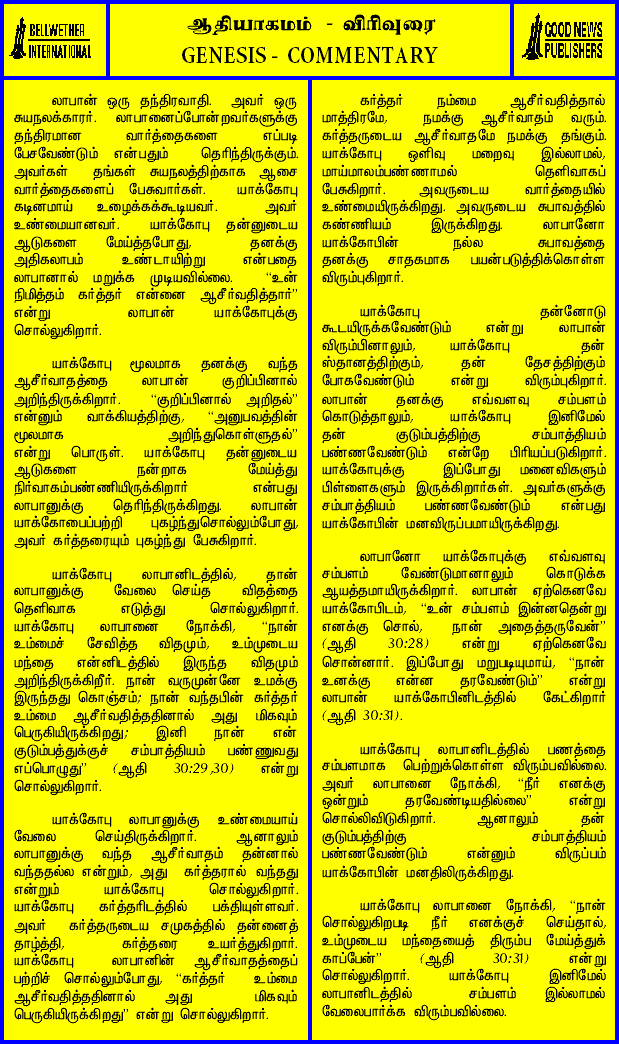 BELLWETHER
INTERNATIONAL
ஆதியாகமம் - விரிவுரை
GENESIS - COMMENTARY
GOOD NEWS
PUBLISHERS
லாபான் ஒரு தந்திரவாதி. அவர் ஒரு
சுயநலக்காரர். லாபானைப்போன்றவர்களுக்கு
தந்திரமான வார்த்தைகளை எப்படி
பேசவேண்டும் என்பதும் தெரிந்திருக்கும்.
அவர்கள் தங்கள் சுயநலத்திற்காக ஆசை
வார்த்தைகளைப் பேசுவார்கள். யாக்கோபு
கடினமாய் உழைக்கக்கூடியவர். அவர்
உண்மையானவர். யாக்கோபு தன்னுடைய
ஆடுகளை மேய்த்தபோது, தனக்கு
அதிகலாபம் உண்டாயிற்று என்பதை
லாபானால் மறுக்க முடியவில்லை. “உன்
நிமித்தம் கர்த்தர் என்னை ஆசீர்வதித்தார்”
என்று லாபான் யாக்கோபுக்கு
சொல்லுகிறார்.
யாக்கோபு மூலமாக தனக்கு வந்த
ஆசீர்வாதத்தை லாபான் குறிப்பினால்
அறிந்திருக்கிறார். “குறிப்பினால் அறிதல்”
என்னும் வாக்கியத்திற்கு, “அனுபவத்தின்
மூலமாக அறிந்துகொள்ளுதல்”
என்று பொருள். யாக்கோபு தன்னுடைய
ஆடுகளை நன்றாக மேய்த்து
நிர்வாகம்பண்ணியிருக்கிறார் என்பது
லாபானுக்கு தெரிந்திருக்கிறது. லாபான்
யாக்கோபைப்பற்றி புகழ்ந்துசொல்லும்போது,
அவர் கர்த்தரையும் புகழ்ந்து பேசுகிறார்.
யாக்கோபு லாபானிடத்தில், தான்
லாபானுக்கு வேலை செய்த விதத்தை
தெளிவாக எடுத்து சொல்லுகிறார்.
யாக்கோபு லாபானை நோக்கி, “நான்
உம்மைச் சேவித்த விதமும், உம்முடைய
மந்தை என்னிடத்தில் இருந்த விதமும்
அறிந்திருக்கிறீர். நான் வருமுன்னே உமக்கு
இருந்தது கொஞ்சம்; நான் வந்தபின் கர்த்தர்
உம்மை ஆசீர்வதித்ததினால் அது மிகவும்
பெருகியிருக்கிறது; இனி நான் என்
குடும்பத்துக்குச் சம்பாத்தியம் பண்ணுவது
எப்பொழுது” (ஆதி 30:29,30) என்று
சொல்லுகிறார்.
யாக்கோபு லாபானுக்கு உண்மையாய்
வேலை செய்திருக்கிறார். ஆனாலும்
லாபானுக்கு வந்த ஆசீர்வாதம் தன்னால்
வந்ததல்ல என்றும், அது கர்த்தரால் வந்தது
என்றும் யாக்கோபு சொல்லுகிறார்.
யாக்கோபு கர்த்தரிடத்தில் பக்தியுள்ளவர்.
அவர் கர்த்தருடைய சமுகத்தில் தன்னைத்
தாழ்த்தி, கர்த்தரை உயர்த்துகிறார்.
யாக்கோபு லாபானின் ஆசீர்வாதத்தைப்
பற்றிச் சொல்லும்போது, “கர்த்தர் உம்மை
ஆசீர்வதித்ததினால் அது மிகவும்
பெருகியிருக்கிறது” என்று சொல்லுகிறார்.
கர்த்தர் நம்மை ஆசீர்வதித்தால்
மாத்திரமே, நமக்கு ஆசீர்வாதம் வரும்.
கர்த்தருடைய ஆசீர்வாதமே நமக்கு தங்கும்.
யாக்கோபு ஒளிவு மறைவு இல்லாமல்,
மாய்மாலம்பண்ணாமல் தெளிவாகப்
பேசுகிறார். அவருடைய வார்த்தையில்
உண்மையிருக்கிறது. அவருடைய சுபாவத்தில்
கண்ணியம் இருக்கிறது. லாபானோ
யாக்கோபின் நல்ல சுபாவத்தை
தனக்கு சாதகமாக பயன்படுத்திக்கொள்ள
விரும்புகிறார்.
யாக்கோபு தன்னோடு
கூடயிருக்கவேண்டும் என்று லாபான்
விரும்பினாலும், யாக்கோபு தன்
ஸ்தானத்திற்கும், தன் தேசத்திற்கும்
போகவேண்டும் என்று விரும்புகிறார்.
லாபான் தனக்கு எவ்வளவு சம்பளம்
கொடுத்தாலும், யாக்கோபு இனிமேல்
தன் குடும்பத்திற்கு சம்பாத்தியம்
பண்ணவேண்டும் என்றே பிரியப்படுகிறார்.
யாக்கோபுக்கு இப்போது மனைவிகளும்
பிள்ளைகளும் இருக்கிறார்கள். அவர்களுக்கு
சம்பாத்தியம் பண்ணவேண்டும் என்பது
யாக்கோபின் மனவிருப்பமாயிருக்கிறது.
லாபானோ யாக்கோபுக்கு எவ்வளவு
சம்பளம் வேண்டுமானாலும் கொடுக்க
ஆயத்தமாயிருக்கிறார். லாபான் ஏற்கெனவே
யாக்கோபிடம், “உன் சம்பளம் இன்னதென்று
எனக்கு சொல், நான் அதைத்தருவேன்”
(ஆதி 30:28) என்று ஏற்கெனவே
சொன்னார். இப்போது மறுபடியுமாய், “நான்
உனக்கு என்ன தரவேண்டும்” என்று
லாபான் யாக்கோபினிடத்தில் கேட்கிறார்
(ஆதி 30:31).
யாக்கோபு லாபானிடத்தில் பணத்தை
சம்பளமாக பெற்றுக்கொள்ள விரும்பவில்லை.
அவர் லாபானை நோக்கி, “நீர் எனக்கு
ஒன்றும் தரவேண்டியதில்லை” என்று
சொல்லிவிடுகிறார். ஆனாலும் தன்
குடும்பத்திற்கு சம்பாத்தியம்
பண்ணவேண்டும் என்னும் விருப்பம்
யாக்கோபின் மனதிலிருக்கிறது.
யாக்கோபு லாபானை நோக்கி, “நான்
சொல்லுகிறபடி நீர் எனக்குச் செய்தால்,
உம்முடைய மந்தையைத் திரும்ப மேய்த்துக்
காப்பேன்” (ஆதி 30:31) என்று
சொல்லுகிறார். யாக்கோபு இனிமேல்
லாபானிடத்தில் சம்பளம் இல்லாமல்
வேலைபார்க்க விரும்பவில்லை.